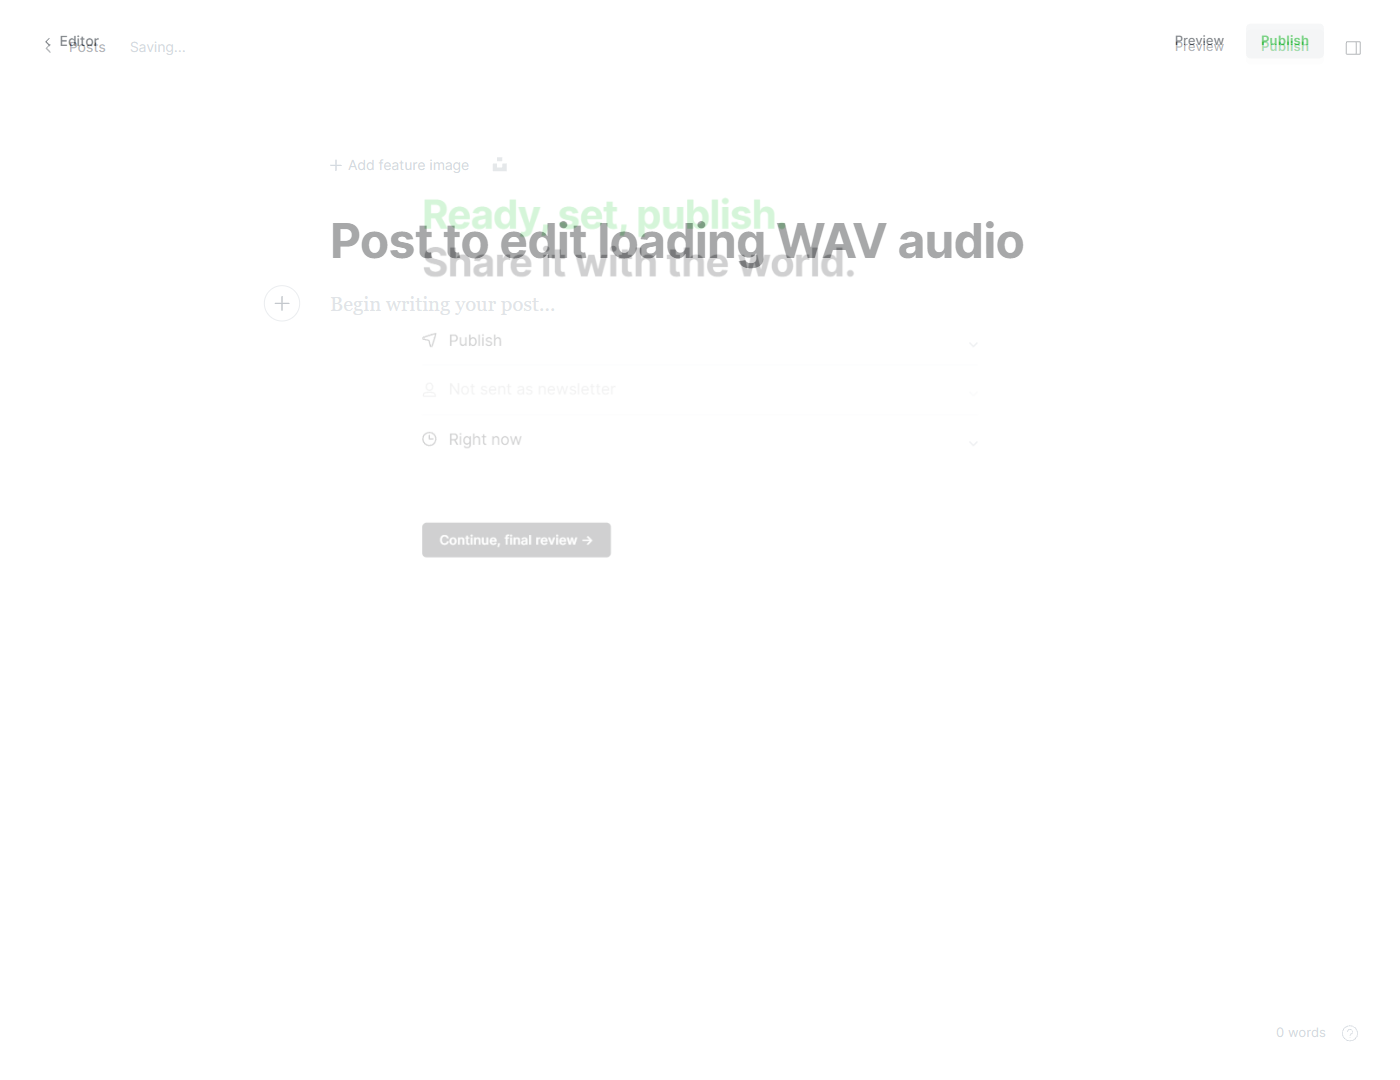 Editor
Posts
Saving...
Preview
Publish
Preview
Publish
Add feature image
Ready, set, publish.
Post to edit loading WAV audio
Share it with the world.
Begin writing your post...
Publish
Not sent as newsletter
Right now
Continue, final review →
0 words